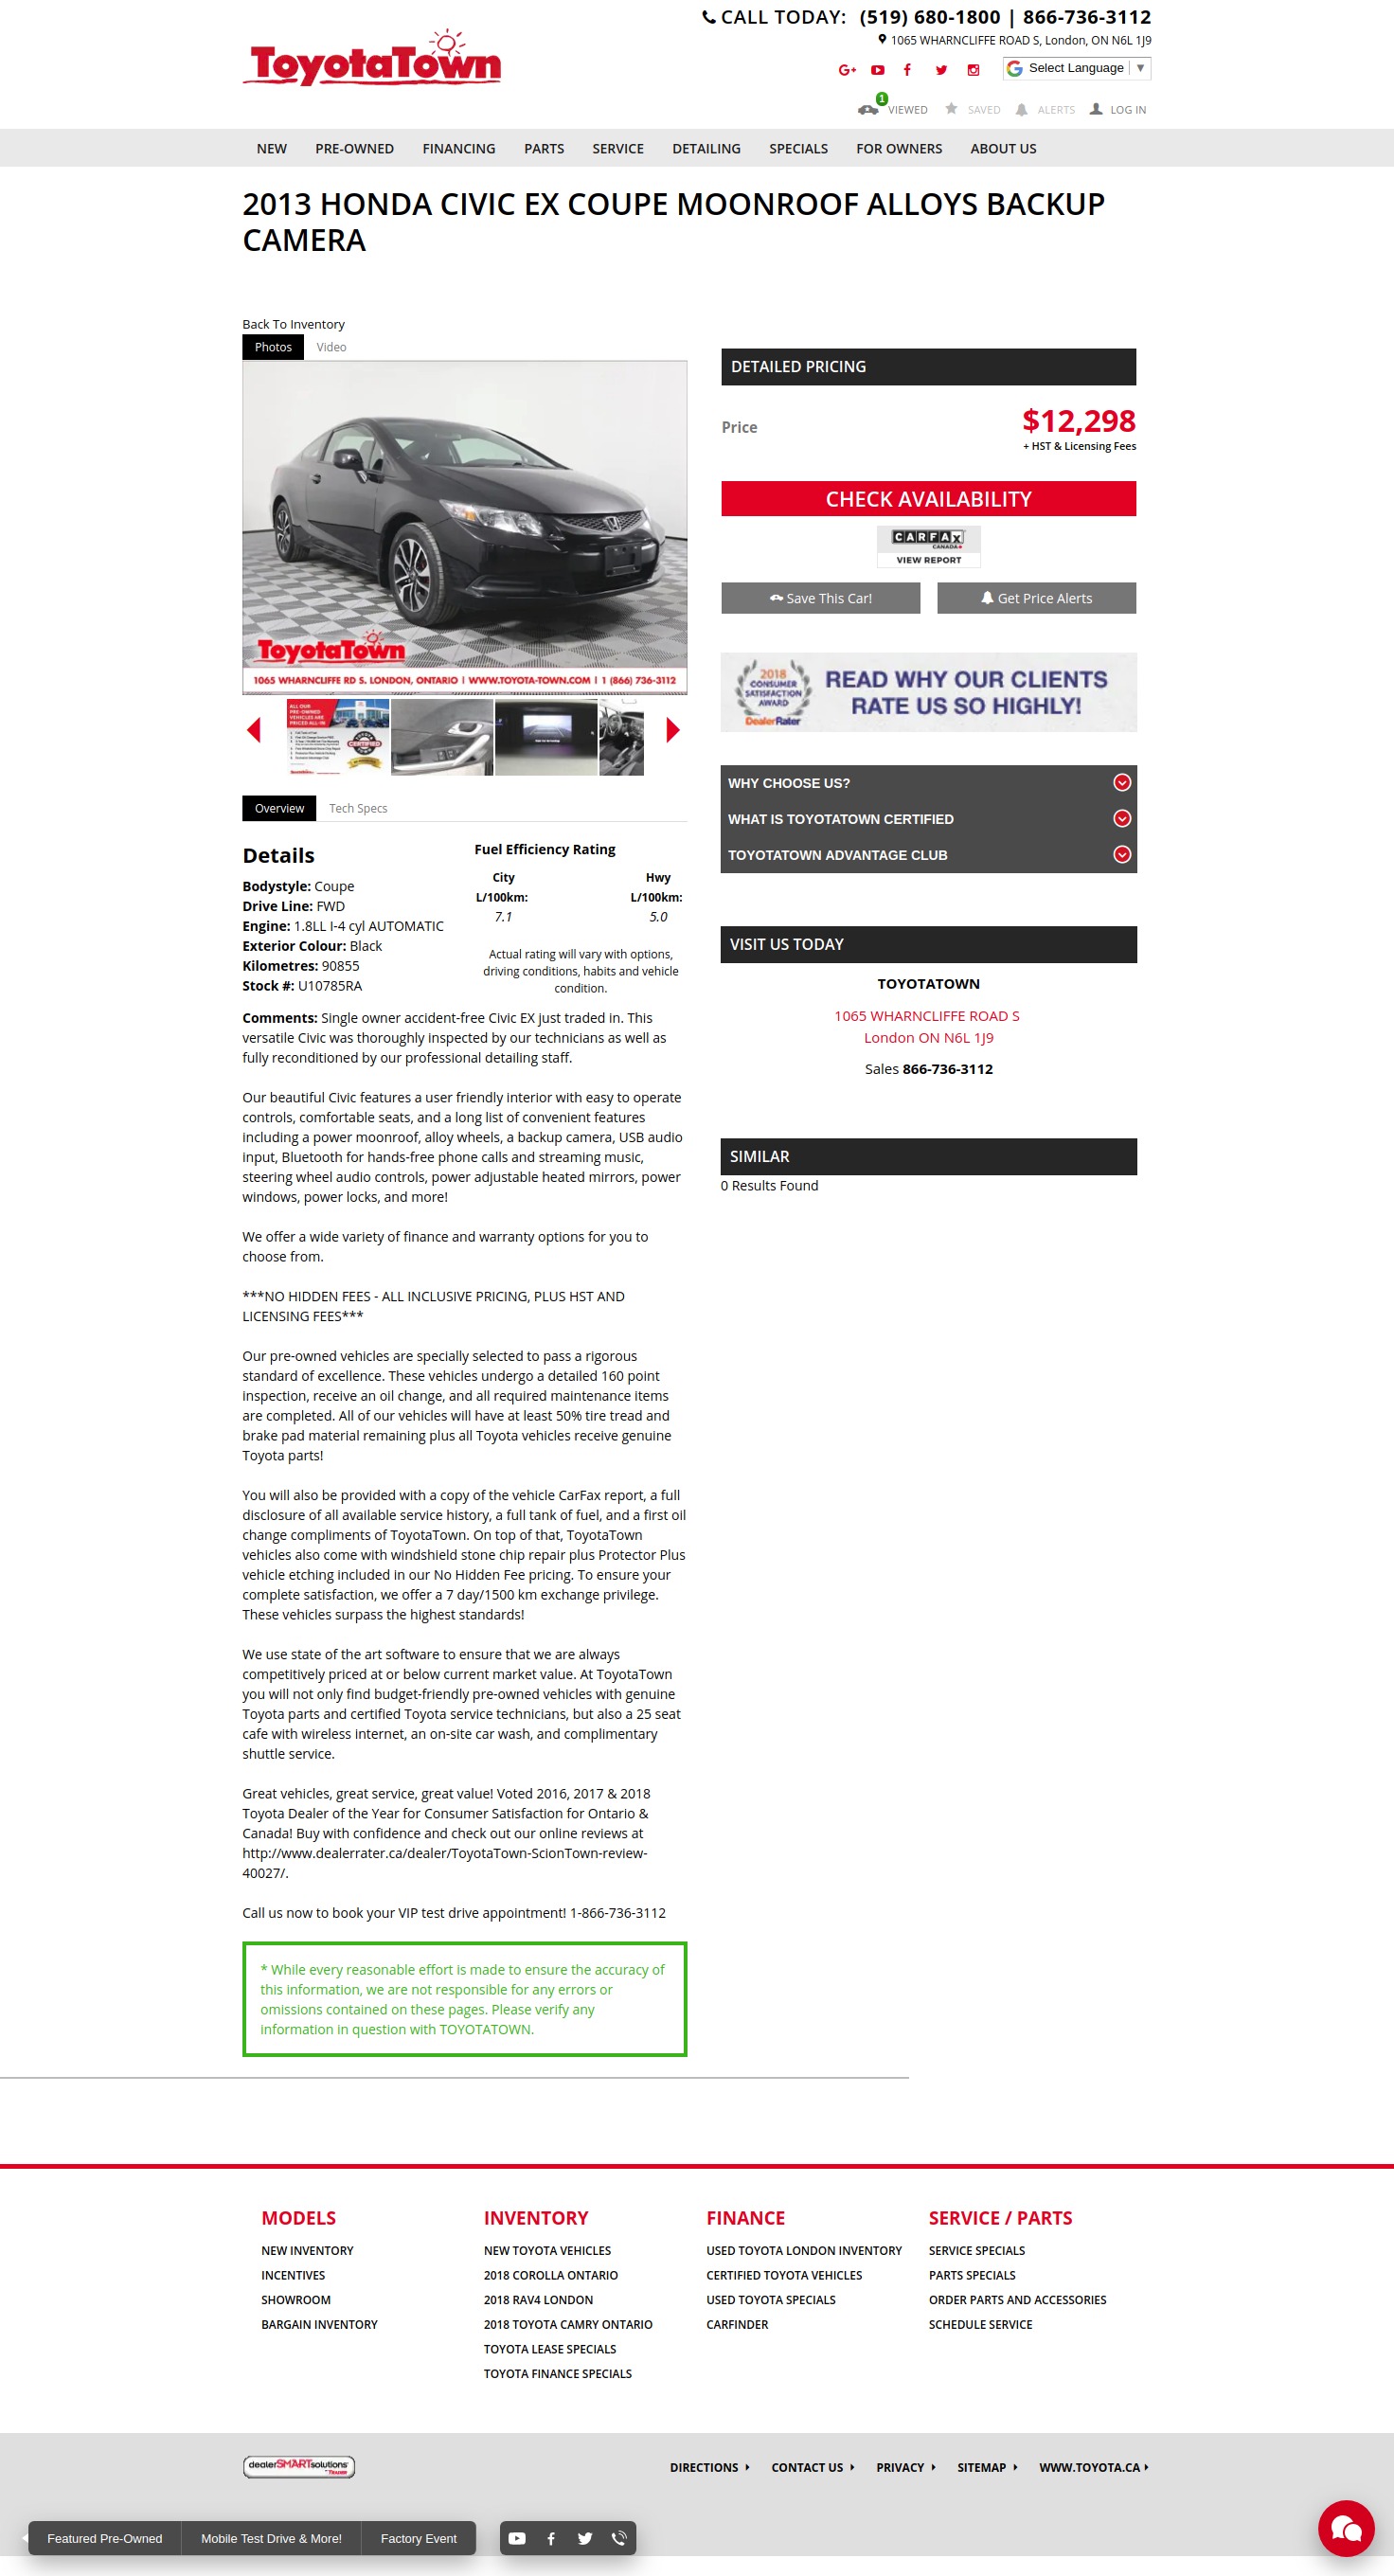 CALL TODAY: (519) 680-1800 | 866-736-3112
1065 WHARNCLIFFE ROAD S, London, ON N6L 1J9
ToyotaTown
Select Language ▼
1
VIEWED
SAVED
ALERTS
LOG IN
NEW PRE-OWNED FINANCING PARTS SERVICE DETAILING SPECIALS FOR OWNERS ABOUT US
2013 HONDA CIVIC EX COUPE MOONROOF ALLOYS BACKUP
CAMERA
Back To Inventory
Photos Video
ToyotaTown
1065 WHARNCLIFFE RD S. LONDON, ONTARIO | WWW.TOYOTA-TOWN.COM | 1 (866) 736-3112
Overview Tech Specs
Details
Bodystyle: Coupe
Drive Line: FWD
Engine: 1.8LL I-4 cyl AUTOMATIC
Exterior Colour: Black
Kilometres: 90855
Stock #: U10785RA
Fuel Efficiency Rating
City Hwy
L/100km: L/100km:
7.1 5.0
Actual rating will vary with options,
driving conditions, habits and vehicle
condition.
Comments: Single owner accident-free Civic EX just traded in. This
versatile Civic was thoroughly inspected by our technicians as well as
fully reconditioned by our professional detailing staff.
Our beautiful Civic features a user friendly interior with easy to operate
controls, comfortable seats, and a long list of convenient features
including a power moonroof, alloy wheels, a backup camera, USB audio
input, Bluetooth for hands-free phone calls and streaming music,
steering wheel audio controls, power adjustable heated mirrors, power
windows, power locks, and more!
We offer a wide variety of finance and warranty options for you to
choose from.
***NO HIDDEN FEES - ALL INCLUSIVE PRICING, PLUS HST AND
LICENSING FEES***
Our pre-owned vehicles are specially selected to pass a rigorous
standard of excellence. These vehicles undergo a detailed 160 point
inspection, receive an oil change, and all required maintenance items
are completed. All of our vehicles will have at least 50% tire tread and
brake pad material remaining plus all Toyota vehicles receive genuine
Toyota parts!
You will also be provided with a copy of the vehicle CarFax report, a full
disclosure of all available service history, a full tank of fuel, and a first oil
change compliments of ToyotaTown. On top of that, ToyotaTown
vehicles also come with windshield stone chip repair plus Protector Plus
vehicle etching included in our No Hidden Fee pricing. To ensure your
complete satisfaction, we offer a 7 day/1500 km exchange privilege.
These vehicles surpass the highest standards!
We use state of the art software to ensure that we are always
competitively priced at or below current market value. At ToyotaTown
you will not only find budget-friendly pre-owned vehicles with genuine
Toyota parts and certified Toyota service technicians, but also a 25 seat
cafe with wireless internet, an on-site car wash, and complimentary
shuttle service.
Great vehicles, great service, great value! Voted 2016, 2017 & 2018
Toyota Dealer of the Year for Consumer Satisfaction for Ontario &
Canada! Buy with confidence and check out our online reviews at
http://www.dealerrater.ca/dealer/ToyotaTown-ScionTown-review-
40027/.
Call us now to book your VIP test drive appointment! 1-866-736-3112
* While every reasonable effort is made to ensure the accuracy of
this information, we are not responsible for any errors or
omissions contained on these pages. Please verify any
information in question with TOYOTATOWN.
DETAILED PRICING
Price $12,298
+ HST & Licensing Fees
CHECK AVAILABILITY
CARFAX
CANADA
VIEW REPORT
Save This Car!
Get Price Alerts
2018
CONSUMER
SATISFACTION
AWARD
DealerRater
READ WHY OUR CLIENTS
RATE US SO HIGHLY!
WHY CHOOSE US?
WHAT IS TOYOTATOWN CERTIFIED
TOYOTATOWN ADVANTAGE CLUB
VISIT US TODAY
TOYOTATOWN
1065 WHARNCLIFFE ROAD S
London ON N6L 1J9
Sales 866-736-3112
SIMILAR
0 Results Found
MODELS
NEW INVENTORY
INCENTIVES
SHOWROOM
BARGAIN INVENTORY
INVENTORY
NEW TOYOTA VEHICLES
2018 COROLLA ONTARIO
2018 RAV4 LONDON
2018 TOYOTA CAMRY ONTARIO
TOYOTA LEASE SPECIALS
TOYOTA FINANCE SPECIALS
FINANCE
USED TOYOTA LONDON INVENTORY
CERTIFIED TOYOTA VEHICLES
USED TOYOTA SPECIALS
CARFINDER
SERVICE / PARTS
SERVICE SPECIALS
PARTS SPECIALS
ORDER PARTS AND ACCESSORIES
SCHEDULE SERVICE
dealerSMARTsolutions
DIRECTIONS CONTACT US PRIVACY SITEMAP WWW.TOYOTA.CA
Featured Pre-Owned Mobile Test Drive & More! Factory Event